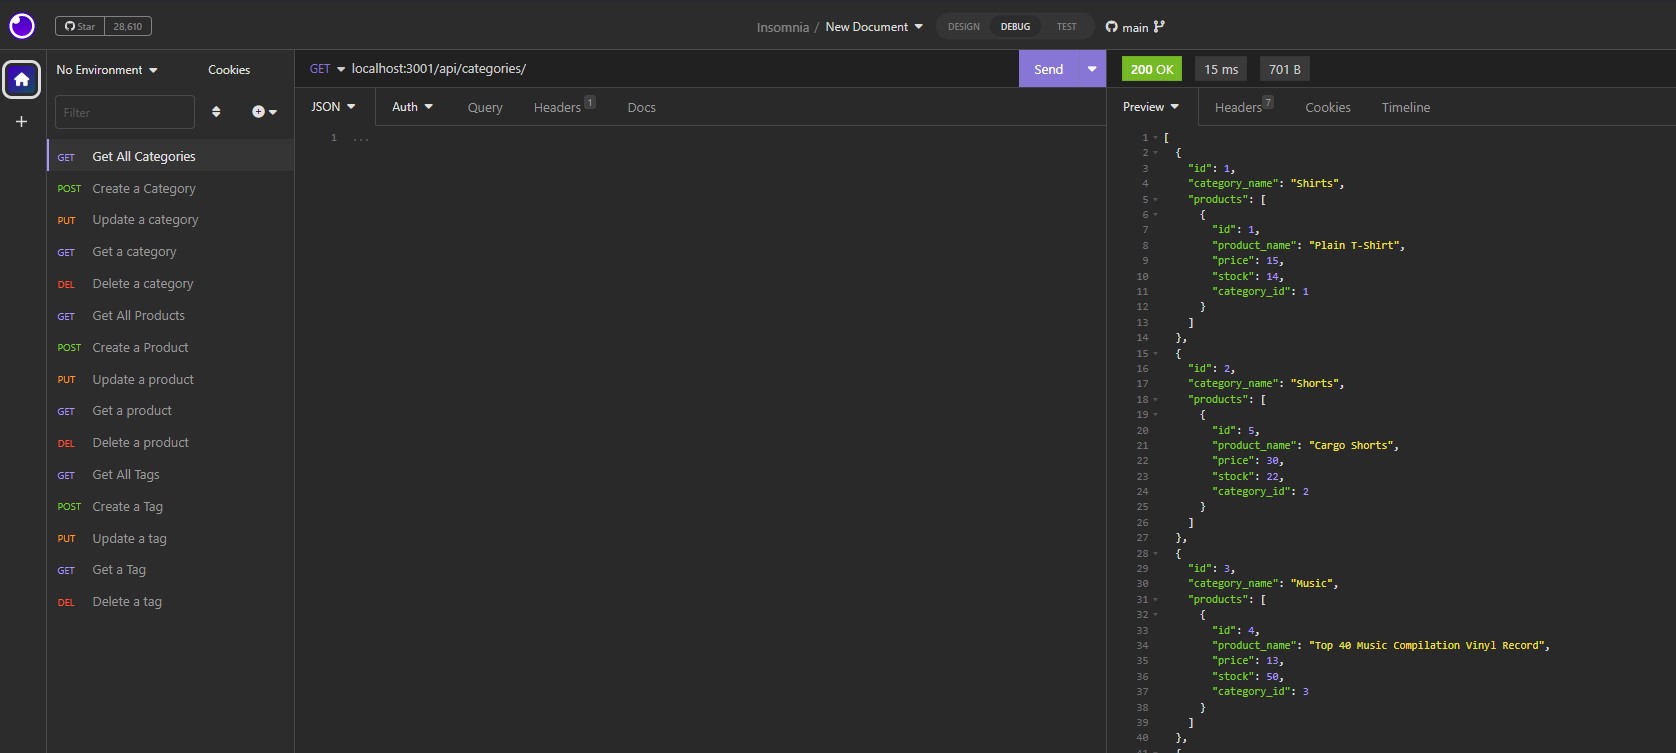 Star 28,610
Insomnia / New Document
DESIGN DEBUG TEST
main
No Environment
Cookies
Filter
GET Get All Categories
POST Create a Category
PUT Update a category
GET Get a category
DEL Delete a category
GET Get All Products
POST Create a Product
PUT Update a product
GET Get a product
DEL Delete a product
GET Get All Tags
POST Create a Tag
PUT Update a tag
GET Get a Tag
DEL Delete a tag
GET localhost:3001/api/categories/
Send
JSON Auth Query Headers 1 Docs
1 ...
200 OK 15 ms 701 B
Preview Headers 7 Cookies Timeline
1 [
2 {
3 "id": 1,
4 "category_name": "Shirts",
5 "products": [
6 {
7 "id": 1,
8 "product_name": "Plain T-Shirt",
9 "price": 15,
10 "stock": 14,
11 "category_id": 1
12 }
13 ]
14 },
15 {
16 "id": 2,
17 "category_name": "Shorts",
18 "products": [
19 {
20 "id": 5,
21 "product_name": "Cargo Shorts",
22 "price": 30,
23 "stock": 22,
24 "category_id": 2
25 }
26 ]
27 },
28 {
29 "id": 3,
30 "category_name": "Music",
31 "products": [
32 {
33 "id": 4,
34 "product_name": "Top 40 Music Compilation Vinyl Record",
35 "price": 13,
36 "stock": 50,
37 "category_id": 3
38 }
39 ]
40 },
41 {